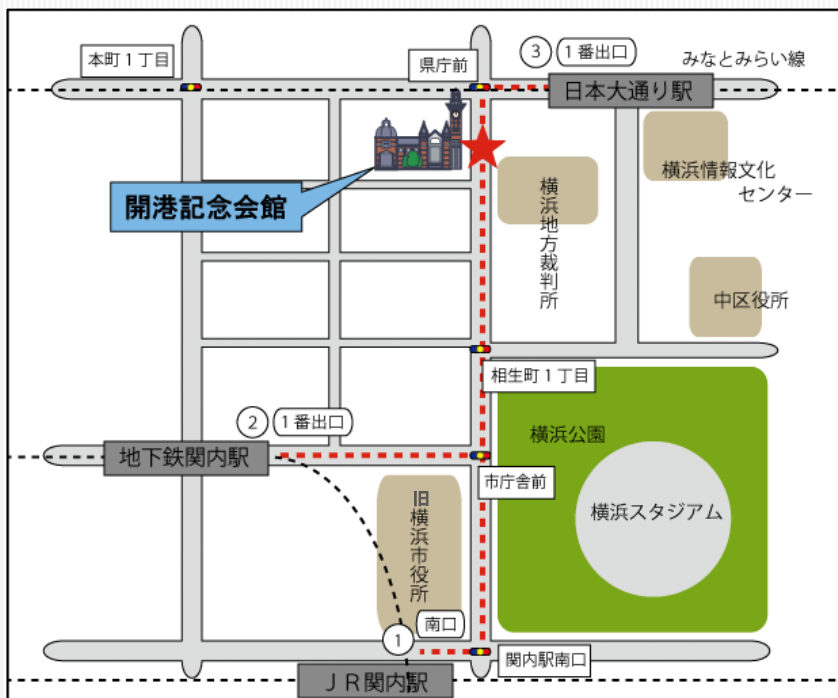 本町1丁目
県庁前
③
1番出口
みなとみらい線
日本大通り駅
開港記念会館
横浜地方裁判所
横浜情報文化
センター
中区役所
相生町1丁目
②
1番出口
地下鉄関内駅
市庁舎前
横浜公園
横浜スタジアム
旧横浜市役所
①
南口
関内駅南口
JR関内駅